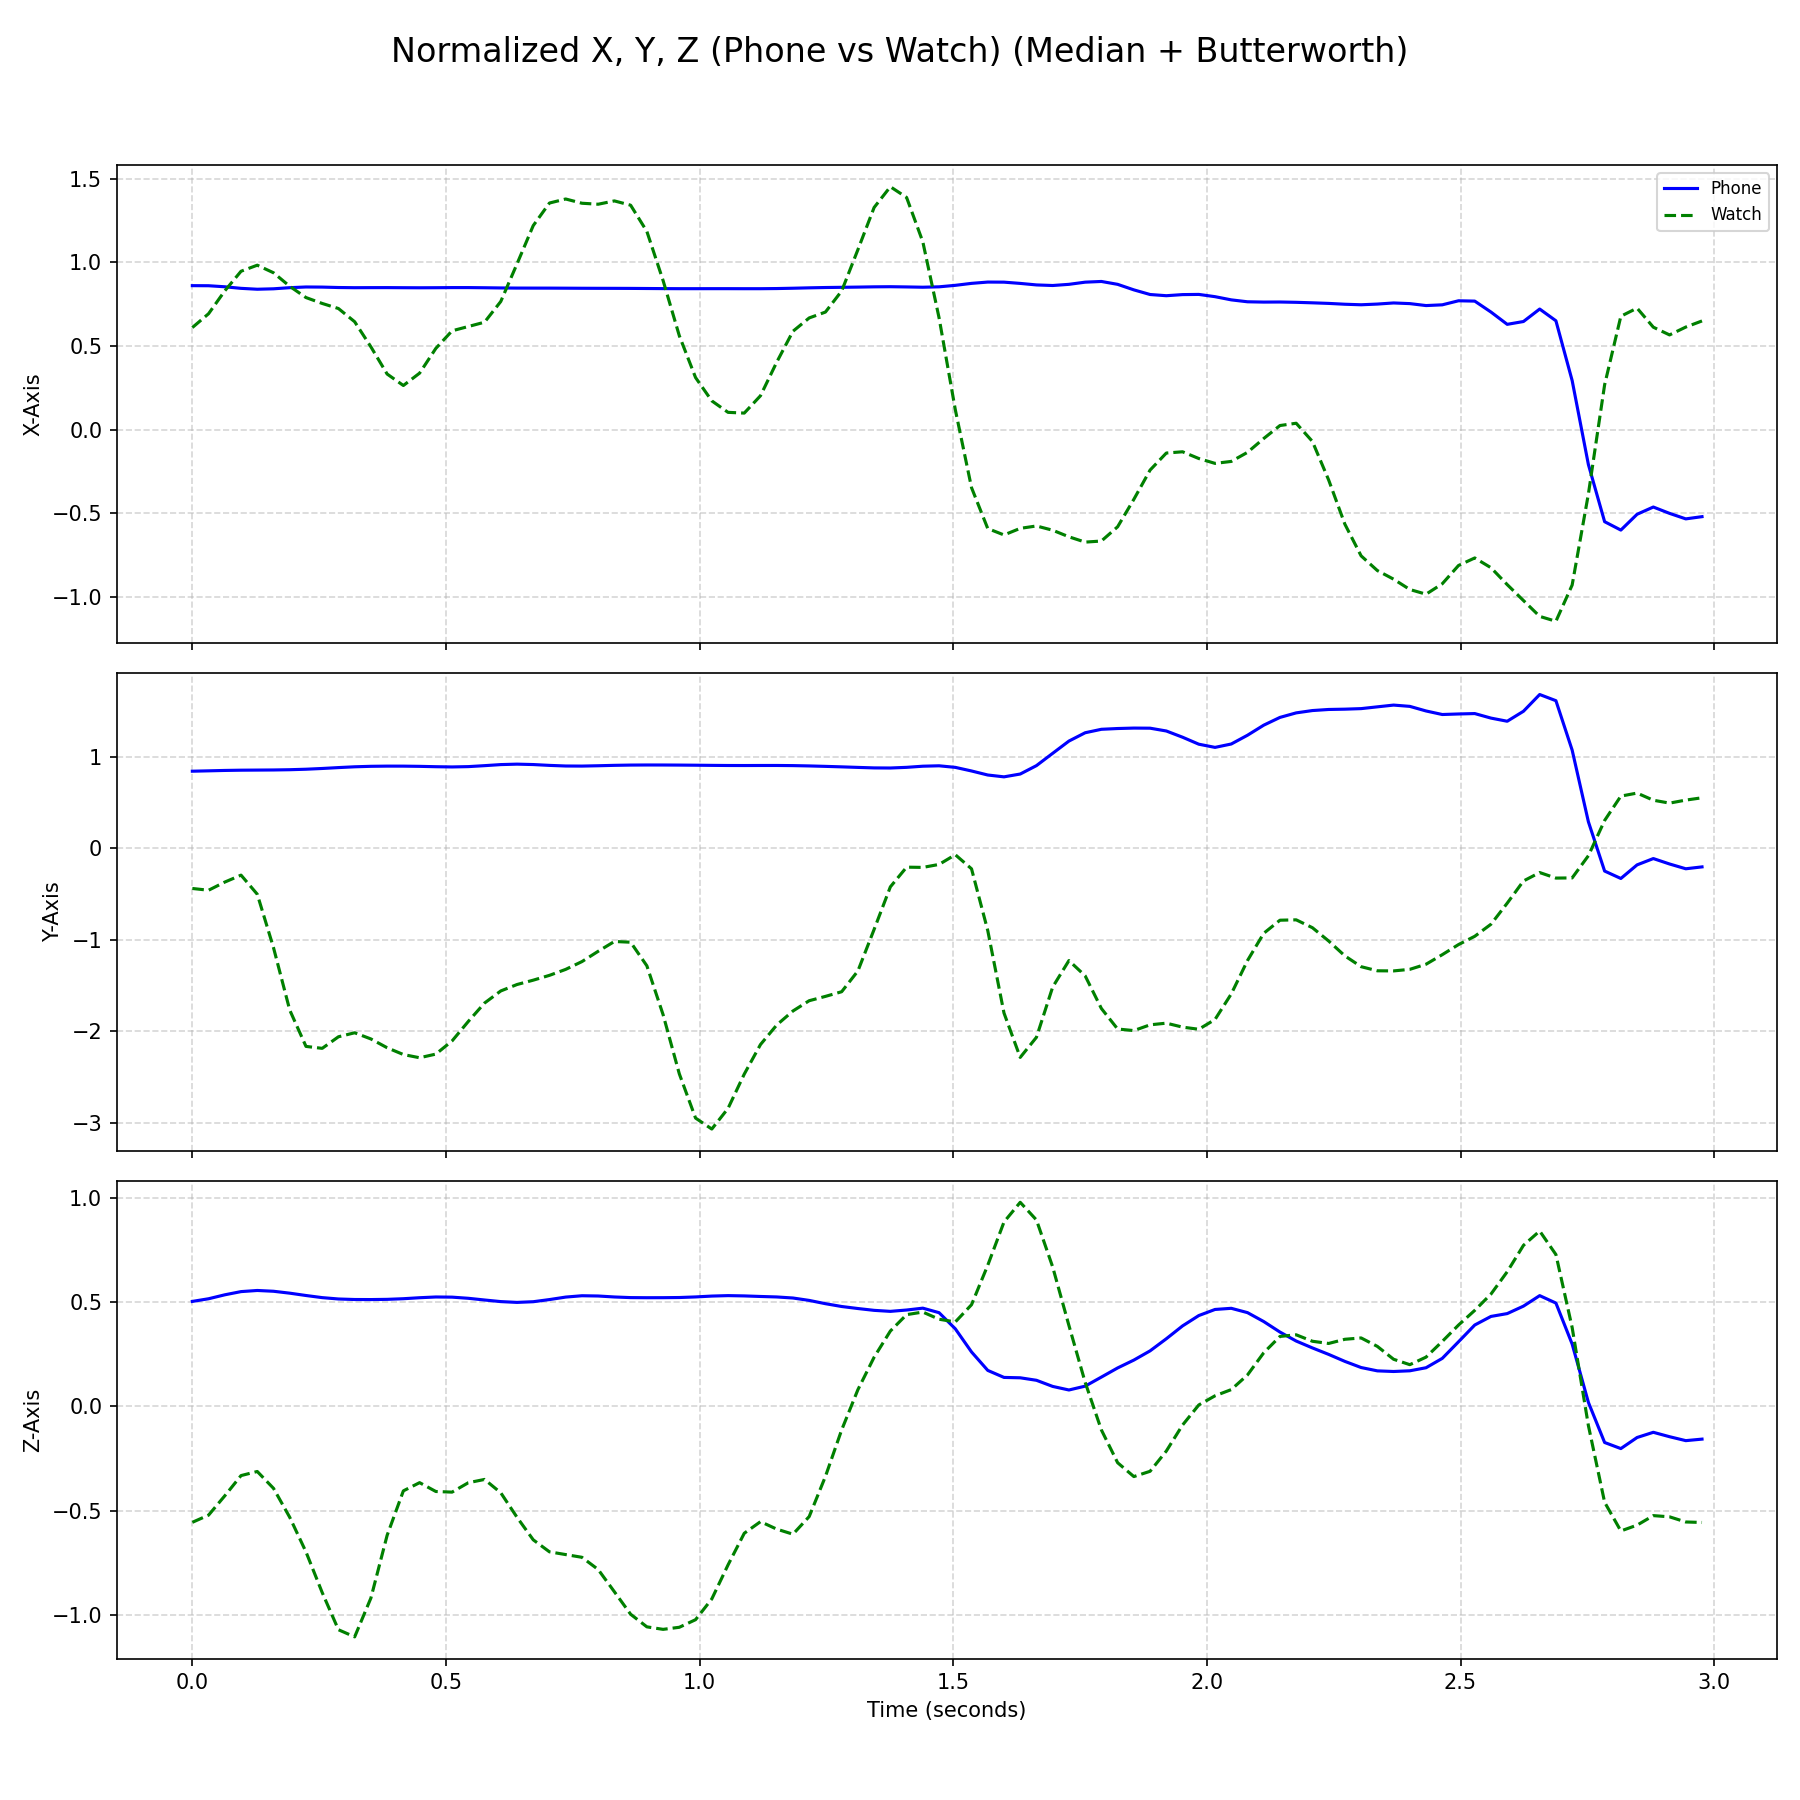 Normalized X, Y, Z (Phone vs Watch) (Median + Butterworth)
Phone
Watch
1.5
1.0
0.5
0.0
−0.5
−1.0
X-Axis
1
0
−1
−2
−3
Y-Axis
1.0
0.5
0.0
−0.5
−1.0
Z-Axis
0.0 0.5 1.0 1.5 2.0 2.5 3.0
Time (seconds)